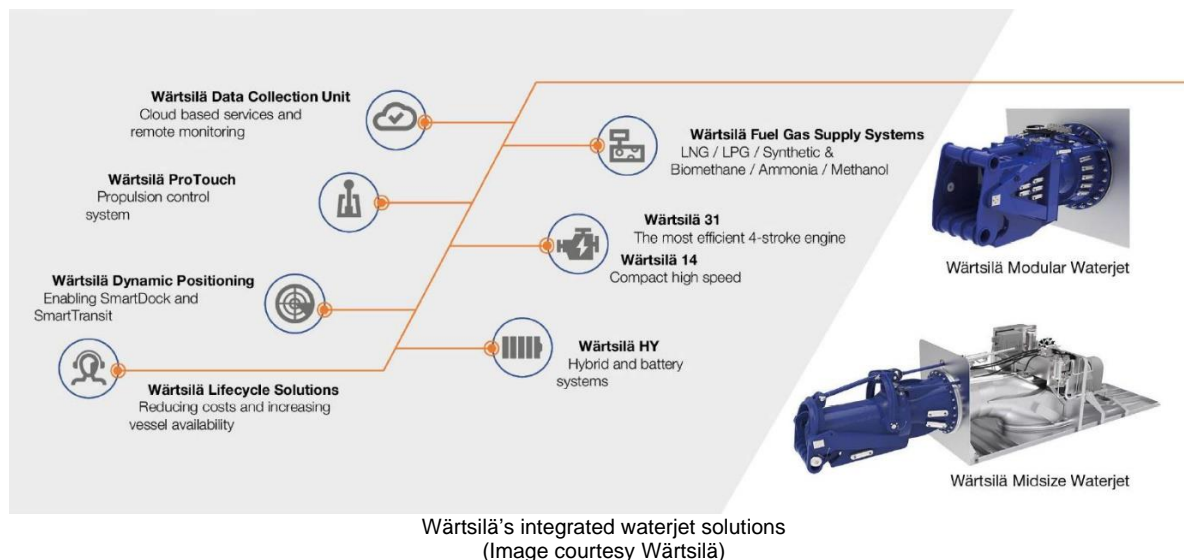 Wärtsilä Data Collection Unit
Cloud based services and
remote monitoring
Wärtsilä ProTouch
Propulsion control
system
Wärtsilä Dynamic Positioning
Enabling SmartDock and
SmartTransit
Wärtsilä Lifecycle Solutions
Reducing costs and increasing
vessel availability
Wärtsilä Fuel Gas Supply Systems
LNG / LPG / Synthetic &
Biomethane / Ammonia / Methanol
Wärtsilä 31
The most efficient 4-stroke engine
Wärtsilä 14
Compact high speed
Wärtsilä HY
Hybrid and battery
systems
Wärtsilä Modular Waterjet
Wärtsilä Midsize Waterjet
Wärtsilä’s integrated waterjet solutions
(Image courtesy Wärtsilä)